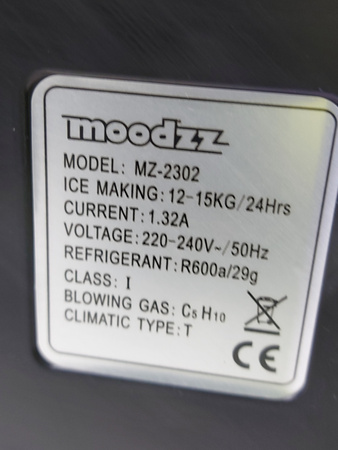 moodzz
MODEL: MZ-2302
ICE MAKING: 12-15KG/24Hrs
CURRENT: 1.32A
VOLTAGE: 220-240V~/50Hz
REFRIGERANT: R600a/29g
CLASS: I
BLOWING GAS: C₅H₁₀
CLIMATIC TYPE: T
CE